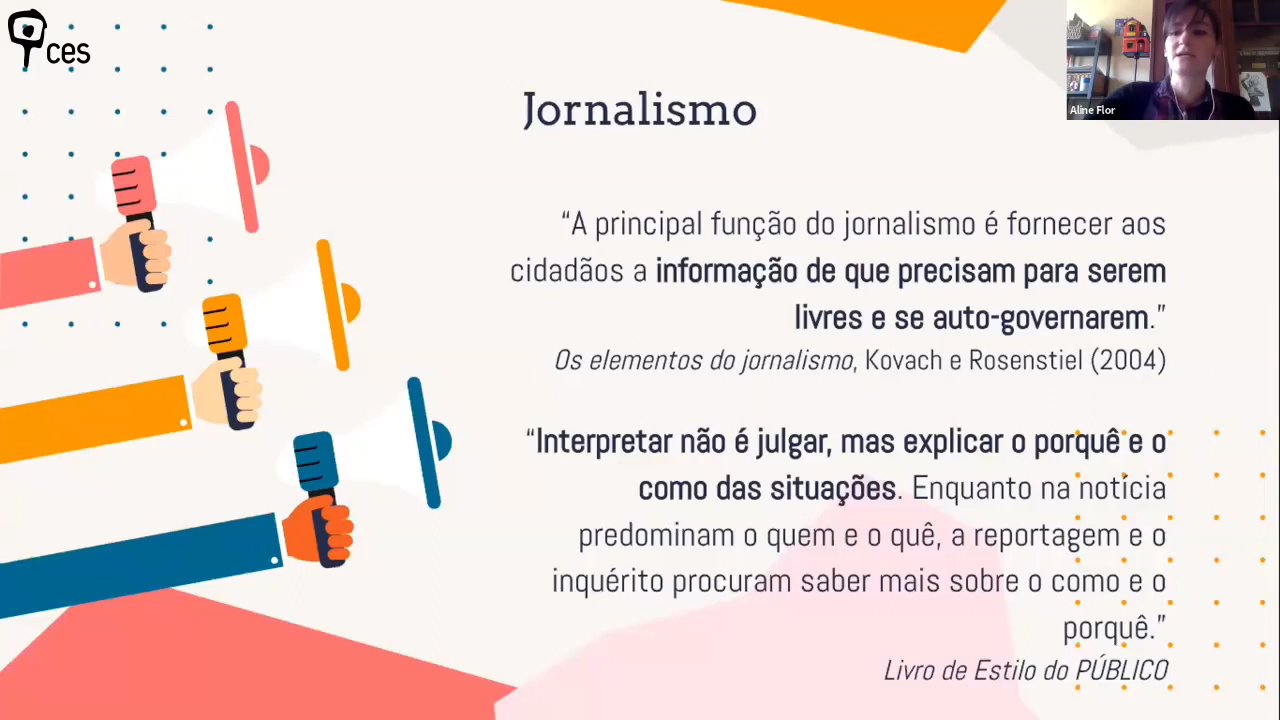 ces
Aline Flor
Jornalismo
“A principal função do jornalismo é fornecer aos
cidadãos a informação de que precisam para serem
livres e se auto-governarem.”
Os elementos do jornalismo, Kovach e Rosenstiel (2004)
“Interpretar não é julgar, mas explicar o porquê e o
como das situações. Enquanto na notícia
predominam o quem e o quê, a reportagem e o
inquérito procuram saber mais sobre o como e o
porquê.”
Livro de Estilo do PÚBLICO